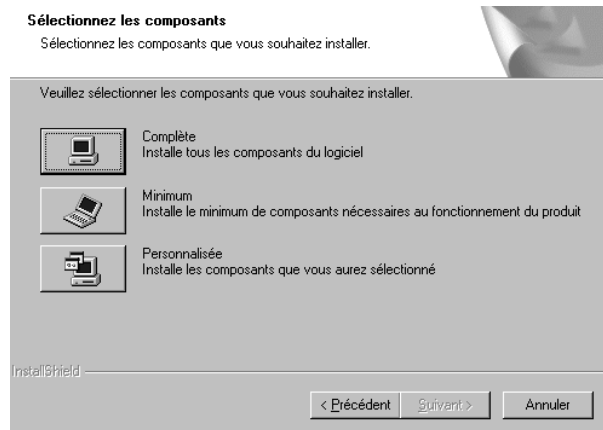 Sélectionnez les composants
Sélectionnez les composants que vous souhaitez installer.
Veuillez sélectionner les composants que vous souhaitez installer.
Complète
Installe tous les composants du logiciel
Minimum
Installe le minimum de composants nécessaires au fonctionnement du produit
Personnalisée
Installe les composants que vous aurez sélectionné
InstallShield
< Précédent Suivant > Annuler